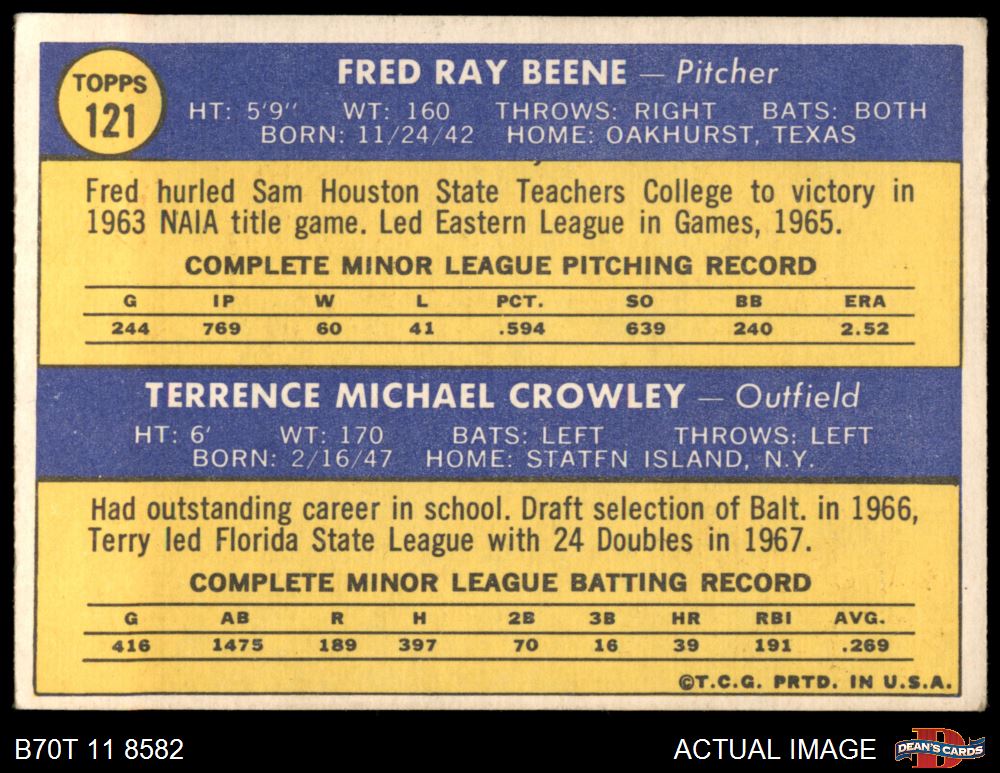 TOPPS
121
FRED RAY BEENE — Pitcher
HT: 5'9" WT: 160 THROWS: RIGHT BATS: BOTH
BORN: 11/24/42 HOME: OAKHURST, TEXAS
Fred hurled Sam Houston State Teachers College to victory in
1963 NAIA title game. Led Eastern League in Games, 1965.
COMPLETE MINOR LEAGUE PITCHING RECORD
G IP W L PCT. SO BB ERA
244 769 60 41 .594 639 240 2.52
TERRENCE MICHAEL CROWLEY — Outfield
HT: 6' WT: 170 BATS: LEFT THROWS: LEFT
BORN: 2/16/47 HOME: STATEN ISLAND, N.Y.
Had outstanding career in school. Draft selection of Balt. in 1966,
Terry led Florida State League with 24 Doubles in 1967.
COMPLETE MINOR LEAGUE BATTING RECORD
G AB R H 2B 3B HR RBI AVG.
416 1475 189 397 70 16 39 191 .269
©T.C.G. PRTD. IN U.S.A.
B70T 11 8582 ACTUAL IMAGE DEAN'S CARDS